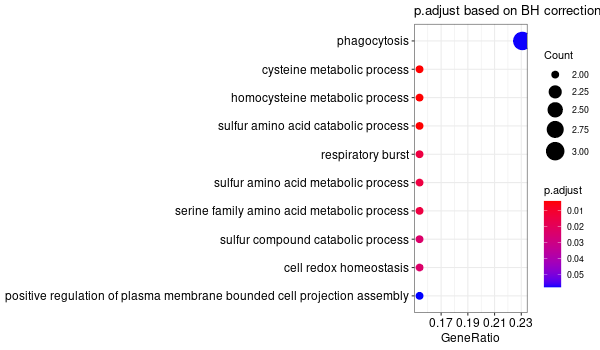 p.adjust based on BH correction
phagocytosis
cysteine metabolic process
homocysteine metabolic process
sulfur amino acid catabolic process
respiratory burst
sulfur amino acid metabolic process
serine family amino acid metabolic process
sulfur compound catabolic process
cell redox homeostasis
positive regulation of plasma membrane bounded cell projection assembly
0.17 0.19 0.21 0.23
GeneRatio
Count
2.00
2.25
2.50
2.75
3.00
p.adjust
0.01
0.02
0.03
0.04
0.05